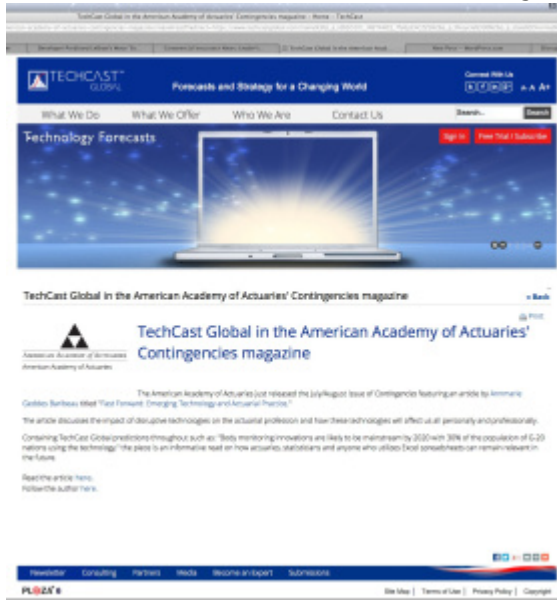 TechCast Global in the American Academy of Actuaries' Contingencies magazine - Home - TechCast
TECHCAST
GLOBAL
Forecasts and Strategy for a Changing World
Connect With Us
A A A+
What We Do What We Offer Who We Are Contact Us
Search... Search
Technology Forecasts
Sign In Free Trial / Subscribe
TechCast Global in the American Academy of Actuaries' Contingencies magazine
« Back
Print
TechCast Global in the American Academy of Actuaries'
Contingencies magazine
American Academy of Actuaries
American Academy of Actuaries
The American Academy of Actuaries just released the July/August issue of Contingencies featuring an article by Annmarie
Geddes Baribeau titled "Fast Forward: Emerging Technology and Actuarial Practice."
The article discusses the impact of disruptive technologies on the actuarial profession and how these technologies will affect us all personally and professionally.
Containing TechCast Global predictions throughout such as: "Body monitoring innovations are likely to be mainstream by 2020 with 30% of the population of G-20
nations using the technology" the piece is an informative read on how actuaries, statisticians and anyone who utilizes Excel spreadsheets can remain relevant in
the future.
Read the article here.
Follow the author here.
Newsletter Consulting Partners Media Become an Expert Submissions
Site Map | Terms of Use | Privacy Policy | Copyright